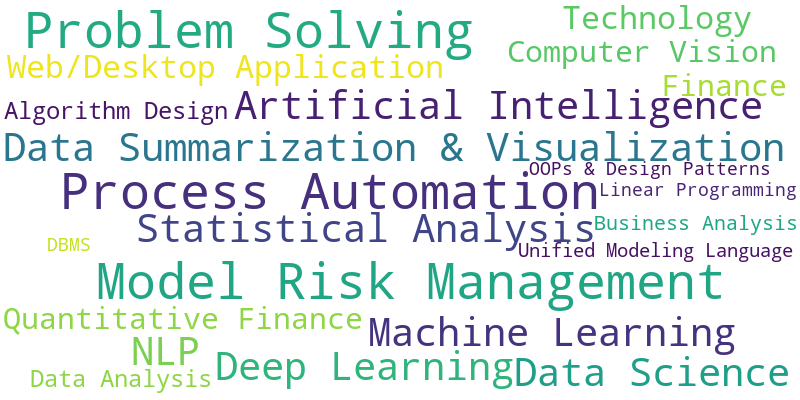 Problem Solving
Technology
Computer Vision
Web/Desktop Application
Finance
Algorithm Design
Artificial Intelligence
Data Summarization & Visualization
OOPs & Design Patterns
Process Automation
Linear Programming
Statistical Analysis
Business Analysis
DBMS
Unified Modeling Language
Model Risk Management
Quantitative Finance
Machine Learning
NLP
Deep Learning
Data Science
Data Analysis